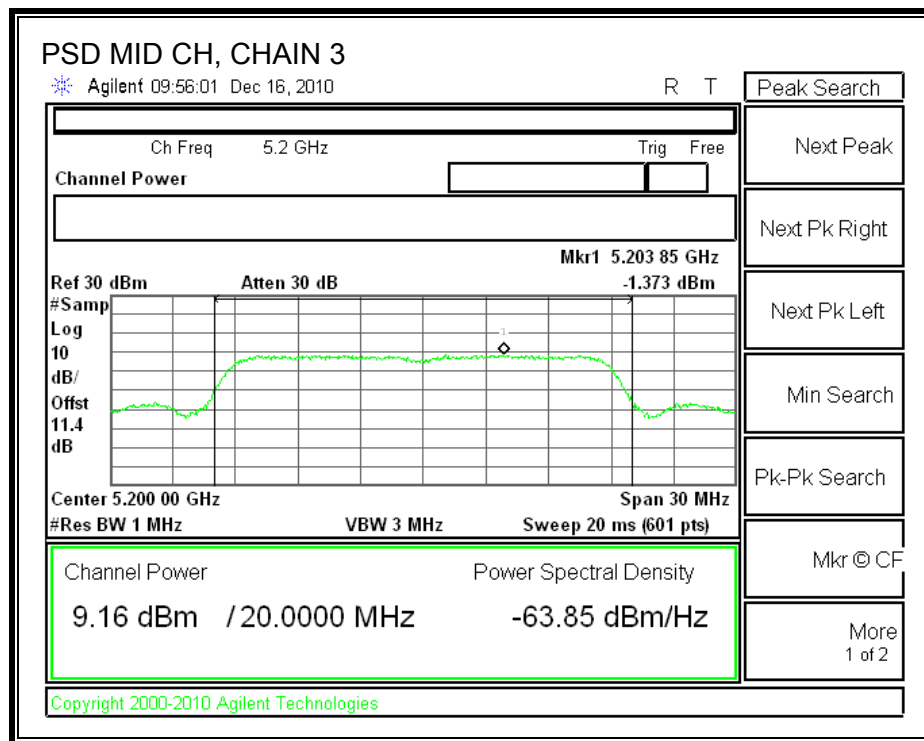 PSD MID CH, CHAIN 3
Agilent 09:56:01 Dec 16, 2010 R T
Peak Search
Ch Freq 5.2 GHz Trig Free
Channel Power
Mkr1 5.203 85 GHz
Ref 30 dBm Atten 30 dB -1.373 dBm
#Samp
Log
10
dB/
Offst
11.4
dB
1
Center 5.200 00 GHz Span 30 MHz
#Res BW 1 MHz VBW 3 MHz Sweep 20 ms (601 pts)
Channel Power Power Spectral Density
9.16 dBm / 20.0000 MHz -63.85 dBm/Hz
Next Peak
Next Pk Right
Next Pk Left
Min Search
Pk-Pk Search
Mkr © CF
More
1 of 2
Copyright 2000-2010 Agilent Technologies